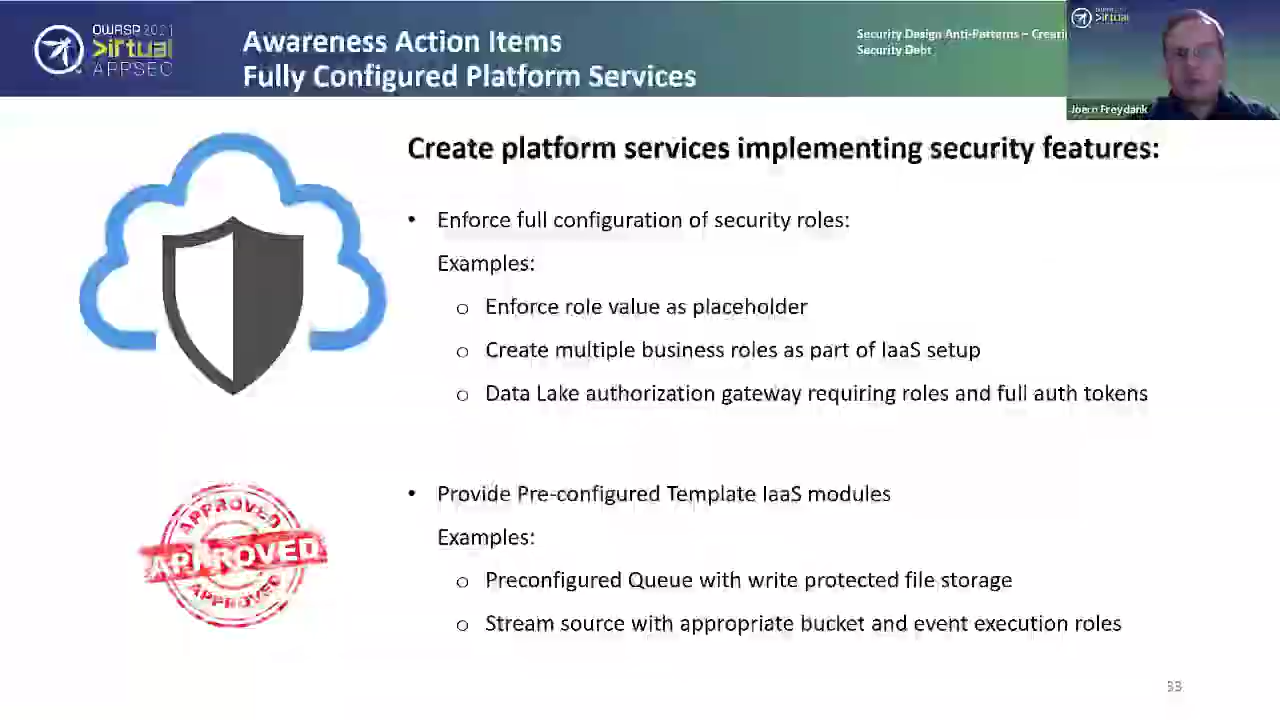 OWASP 2021
Virtual
APPSEC
Awareness Action Items
Fully Configured Platform Services
Security Design Anti-Patterns – Creati
Security Debt
Virtual
Joern Freydank
Create platform services implementing security features:
• Enforce full configuration of security roles:
Examples:
o Enforce role value as placeholder
o Create multiple business roles as part of IaaS setup
o Data Lake authorization gateway requiring roles and full auth tokens
APPROVED
APPROVED
APPROVED
• Provide Pre-configured Template IaaS modules
Examples:
o Preconfigured Queue with write protected file storage
o Stream source with appropriate bucket and event execution roles
33